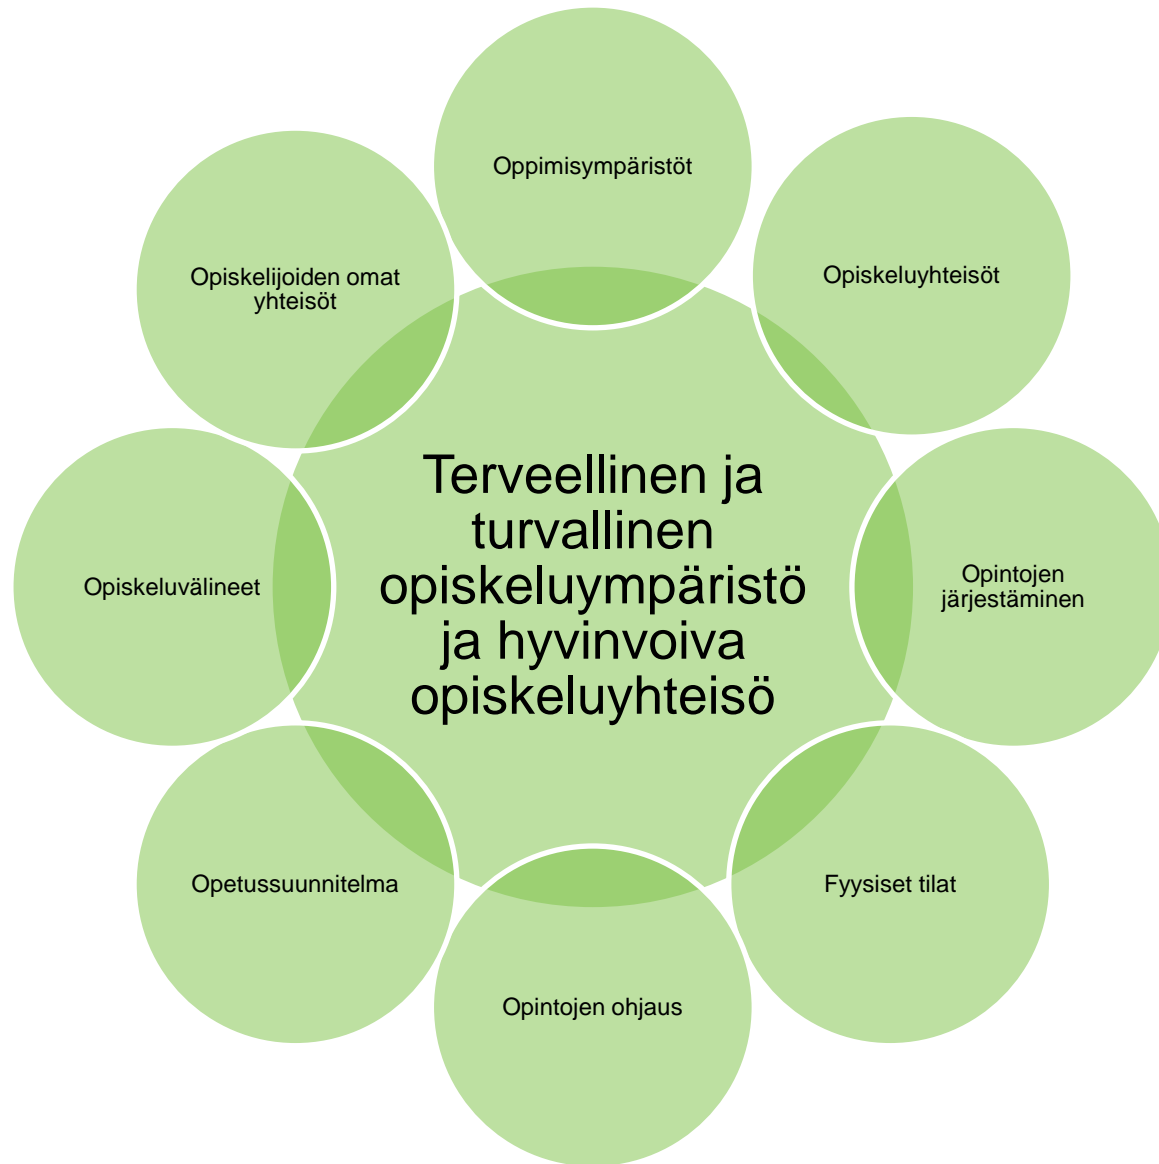 Oppimisympäristöt
Opiskelijoiden omat
yhteisöt
Opiskeluyhteisöt
Terveellinen ja
turvallinen
opiskeluympäristö
ja hyvinvoiva
opiskeluyhteisö
Opiskeluvälineet
Opintojen
järjestäminen
Opetussuunnitelma
Fyysiset tilat
Opintojen ohjaus